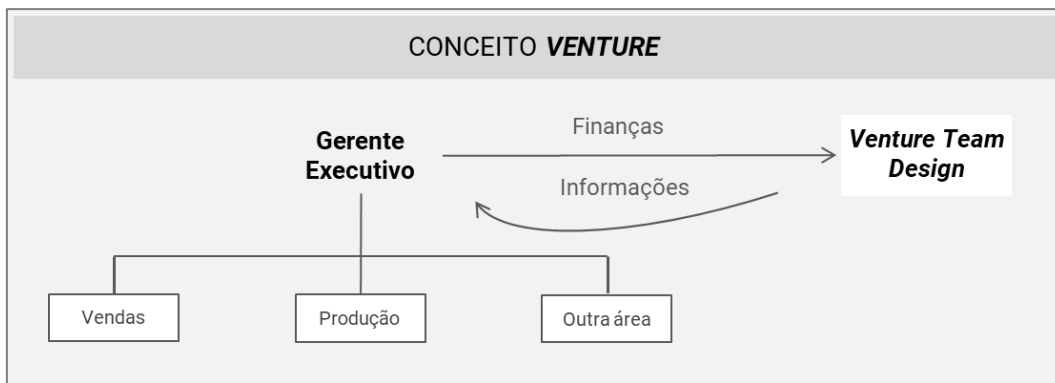 CONCEITO VENTURE
Finanças
Gerente
Executivo
Venture Team
Design
Informações
Vendas
Produção
Outra área